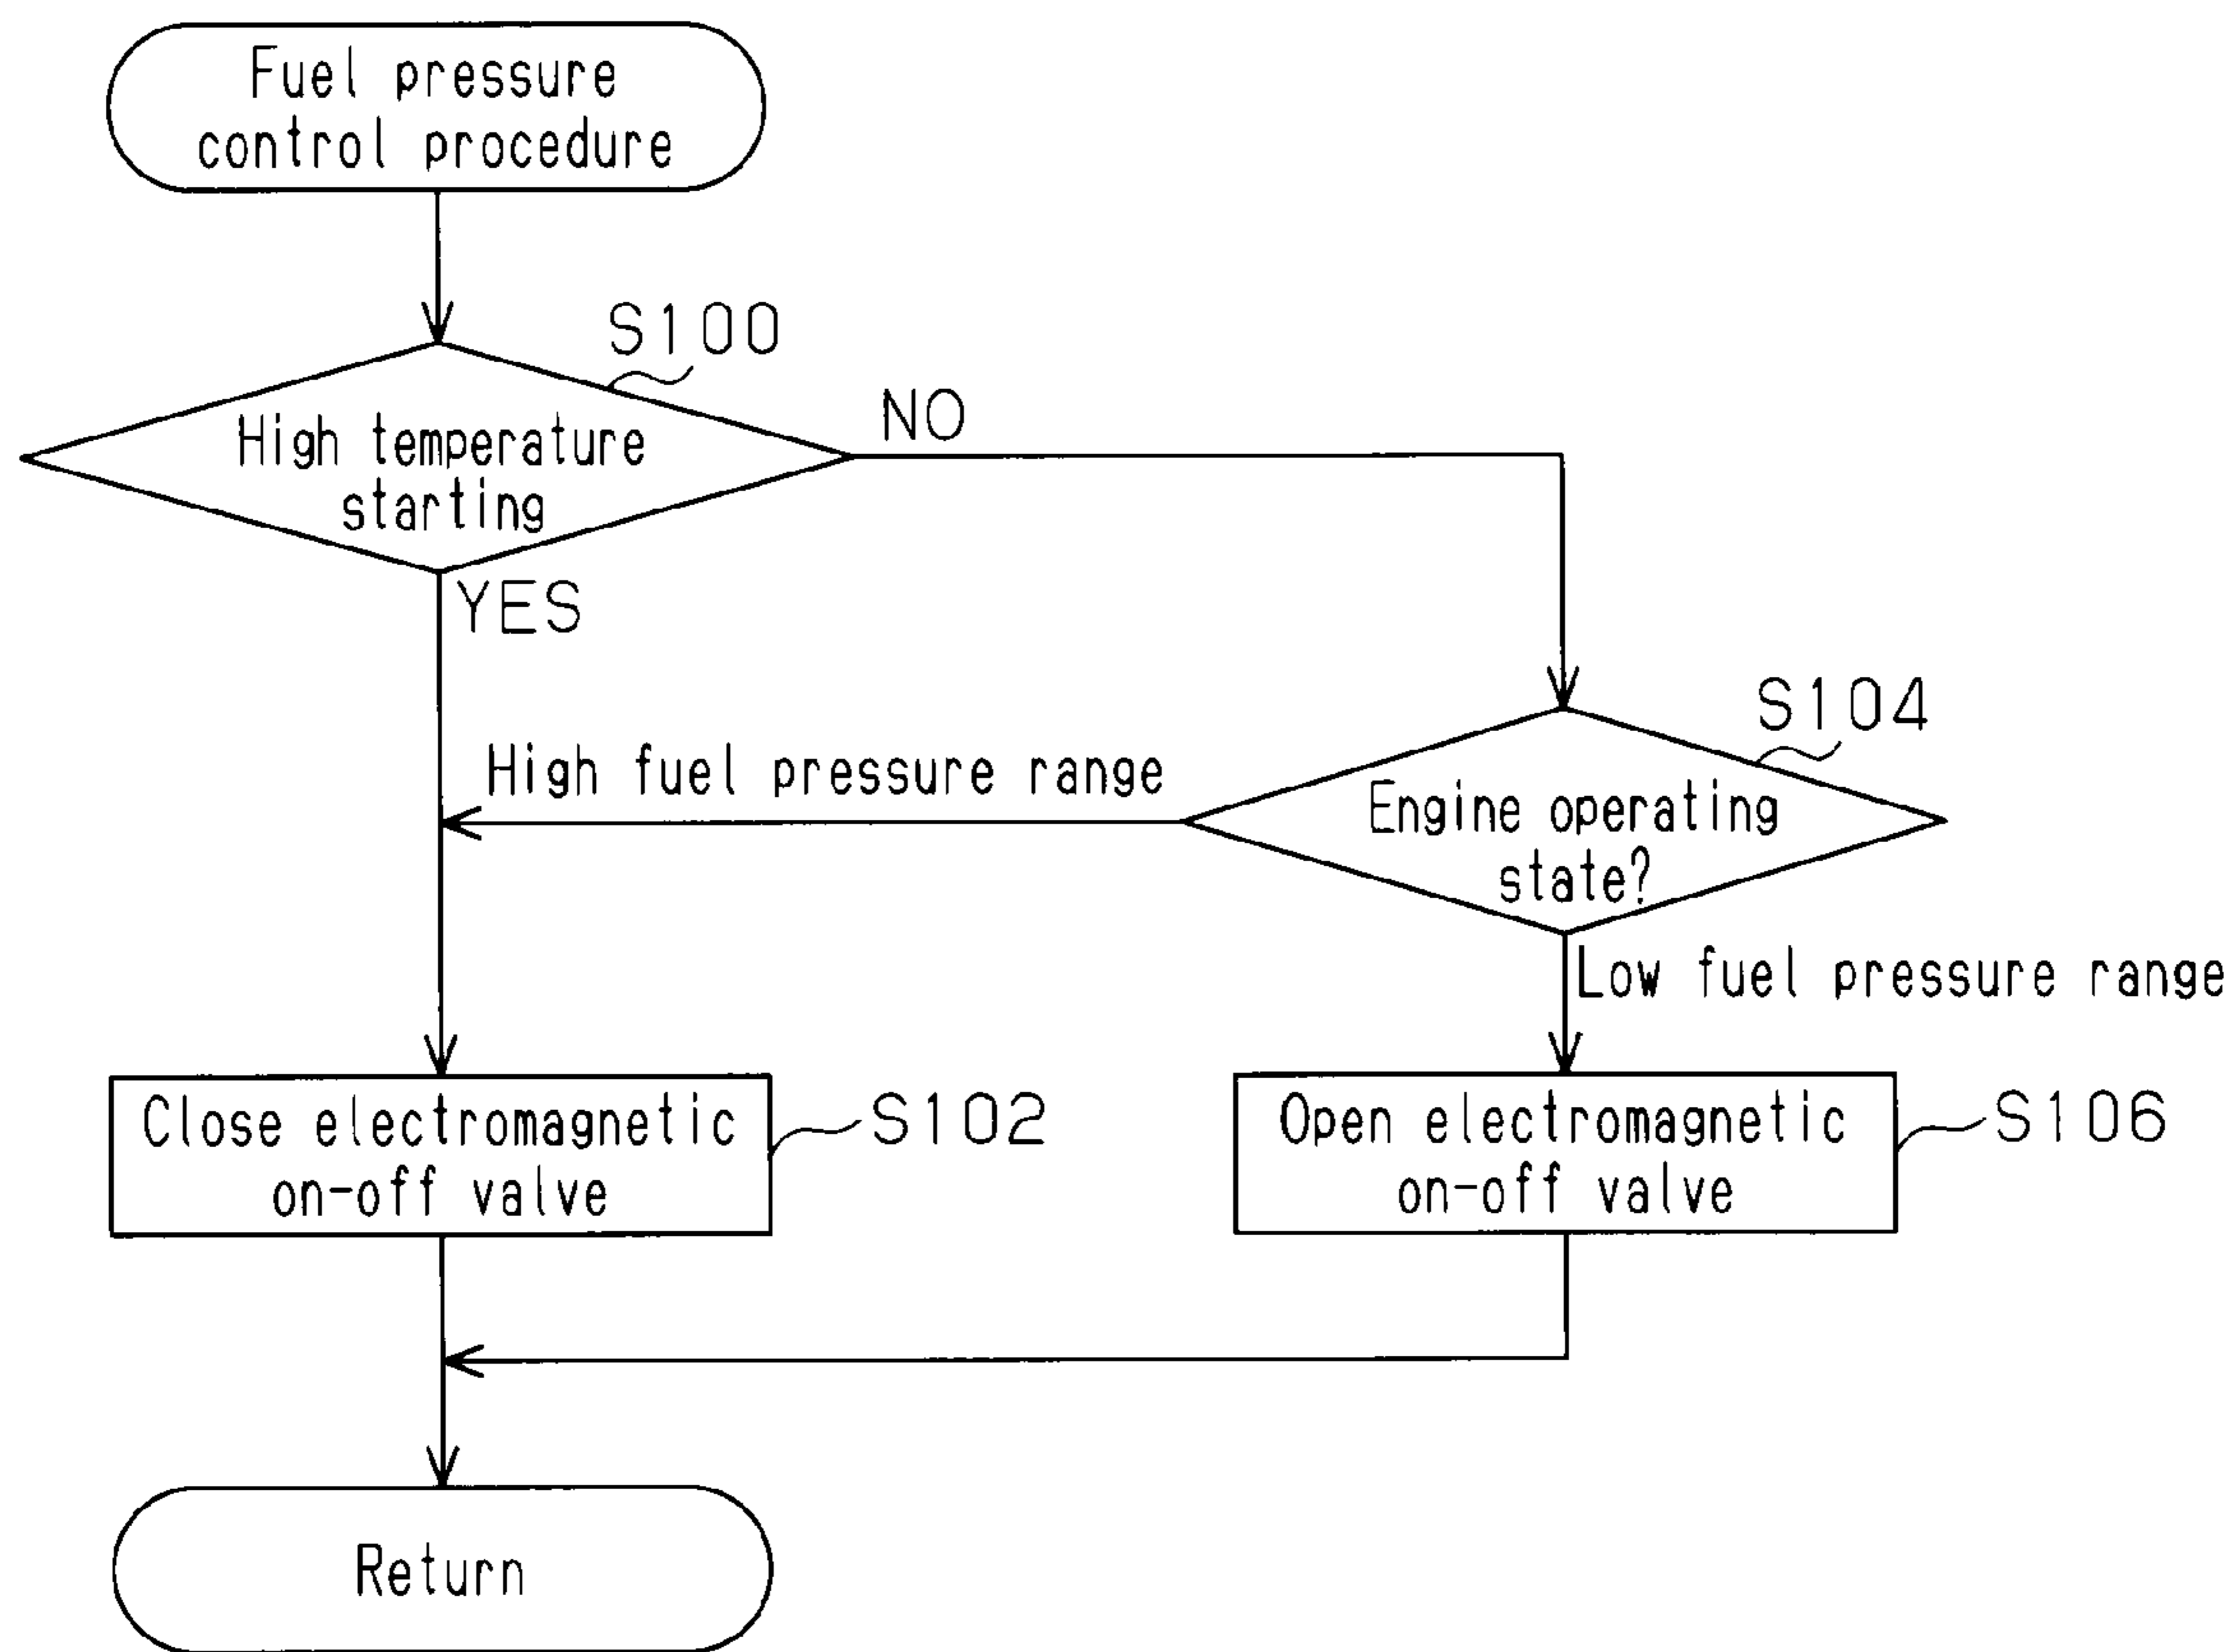 Fuel pressure
control procedure
S100
High temperature
starting
NO
YES
S104
Engine operating
state?
High fuel pressure range
Low fuel pressure range
Close electromagnetic
on-off valve
S102
Open electromagnetic
on-off valve
S106
Return